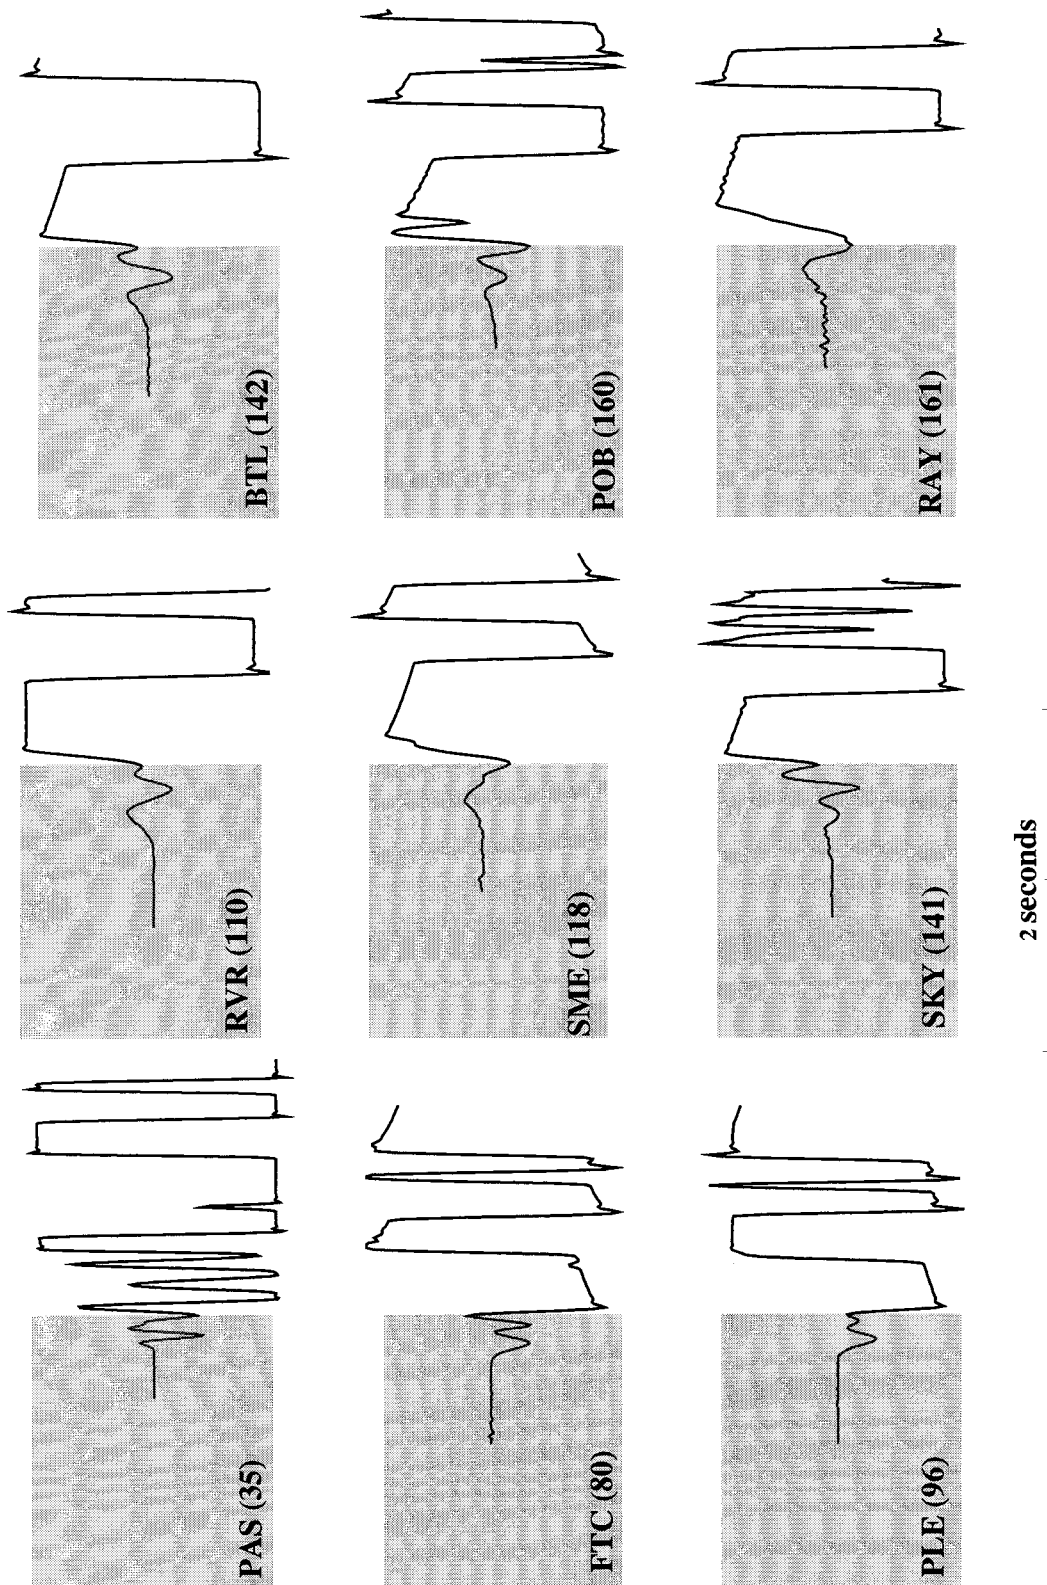 PAS (35)
RVR (110)
BTL (142)
FTC (80)
SME (118)
POB (160)
PLE (96)
SKY (141)
RAY (161)
2 seconds